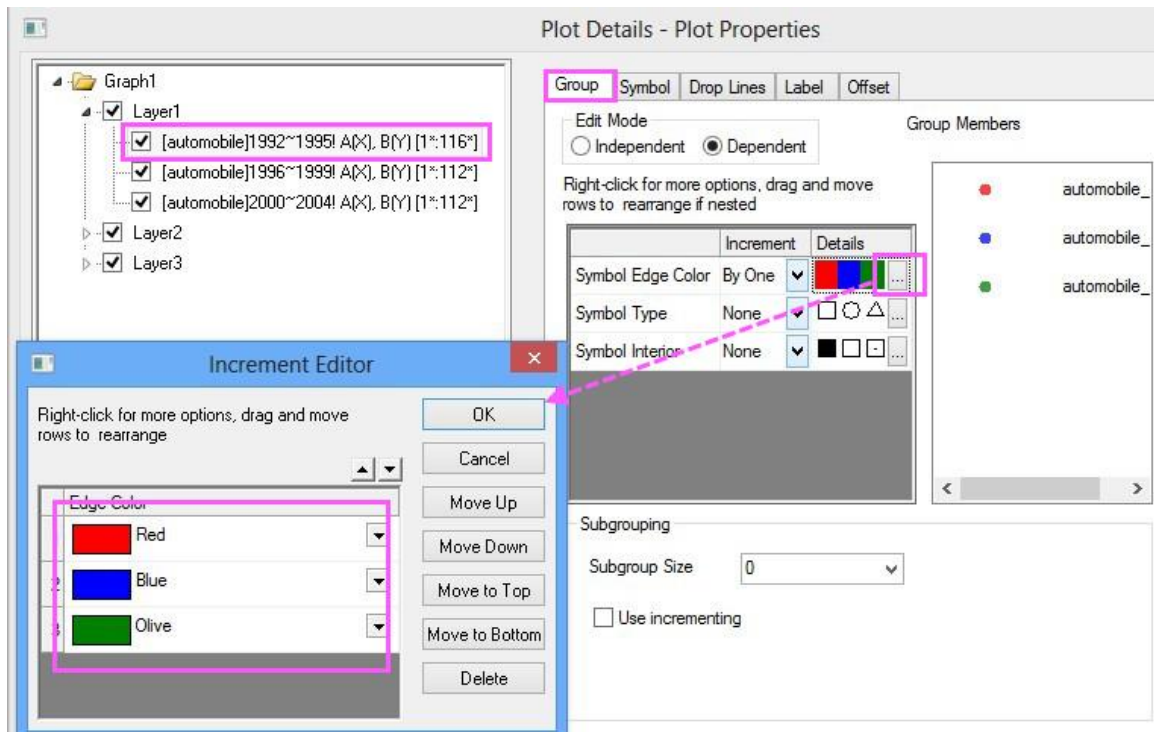 Plot Details - Plot Properties
Graph1
Layer1
[automobile]1992~1995! A(X), B(Y) [1*:116*]
[automobile]1996~1999! A(X), B(Y) [1*:112*]
[automobile]2000~2004! A(X), B(Y) [1*:112*]
Layer2
Layer3
Group Symbol Drop Lines Label Offset
Edit Mode
Independent Dependent
Group Members
Right-click for more options, drag and move
rows to rearrange if nested
Increment Details
Symbol Edge Color By One ...
Symbol Type None ...
Symbol Interior None ...
automobile_
automobile_
automobile_
Subgrouping
Subgroup Size 0
Use incrementing
Increment Editor
Right-click for more options, drag and move
rows to rearrange
Edge Color
Red
2 Blue
3 Olive
OK
Cancel
Move Up
Move Down
Move to Top
Move to Bottom
Delete